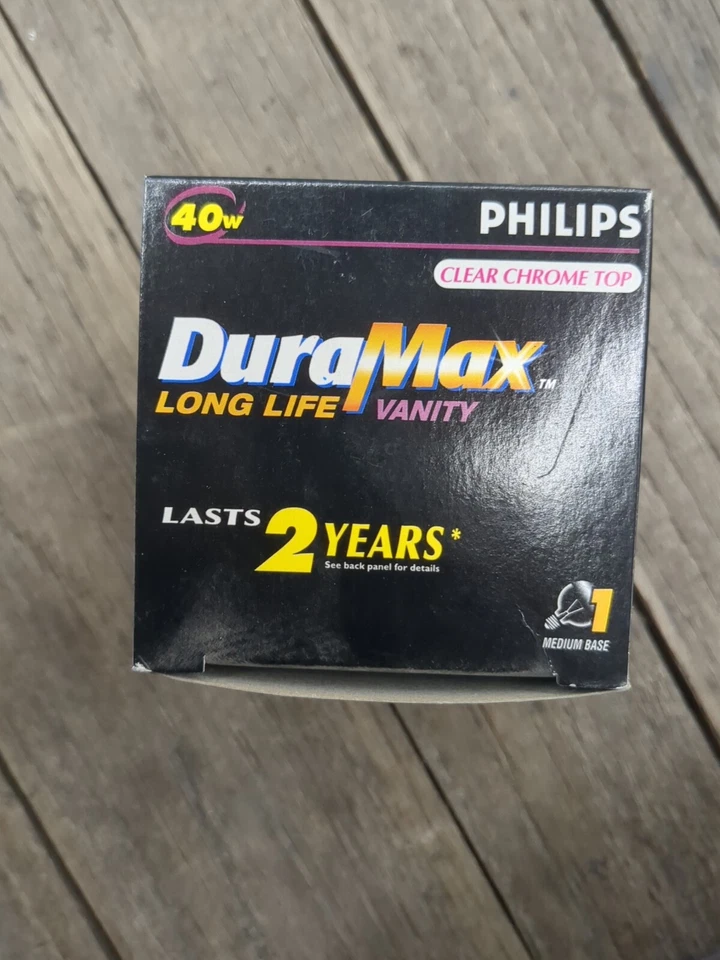 40W
PHILIPS
CLEAR CHROME TOP
DuraMax™
LONG LIFE VANITY
LASTS 2 YEARS*
See back panel for details
1
MEDIUM BASE